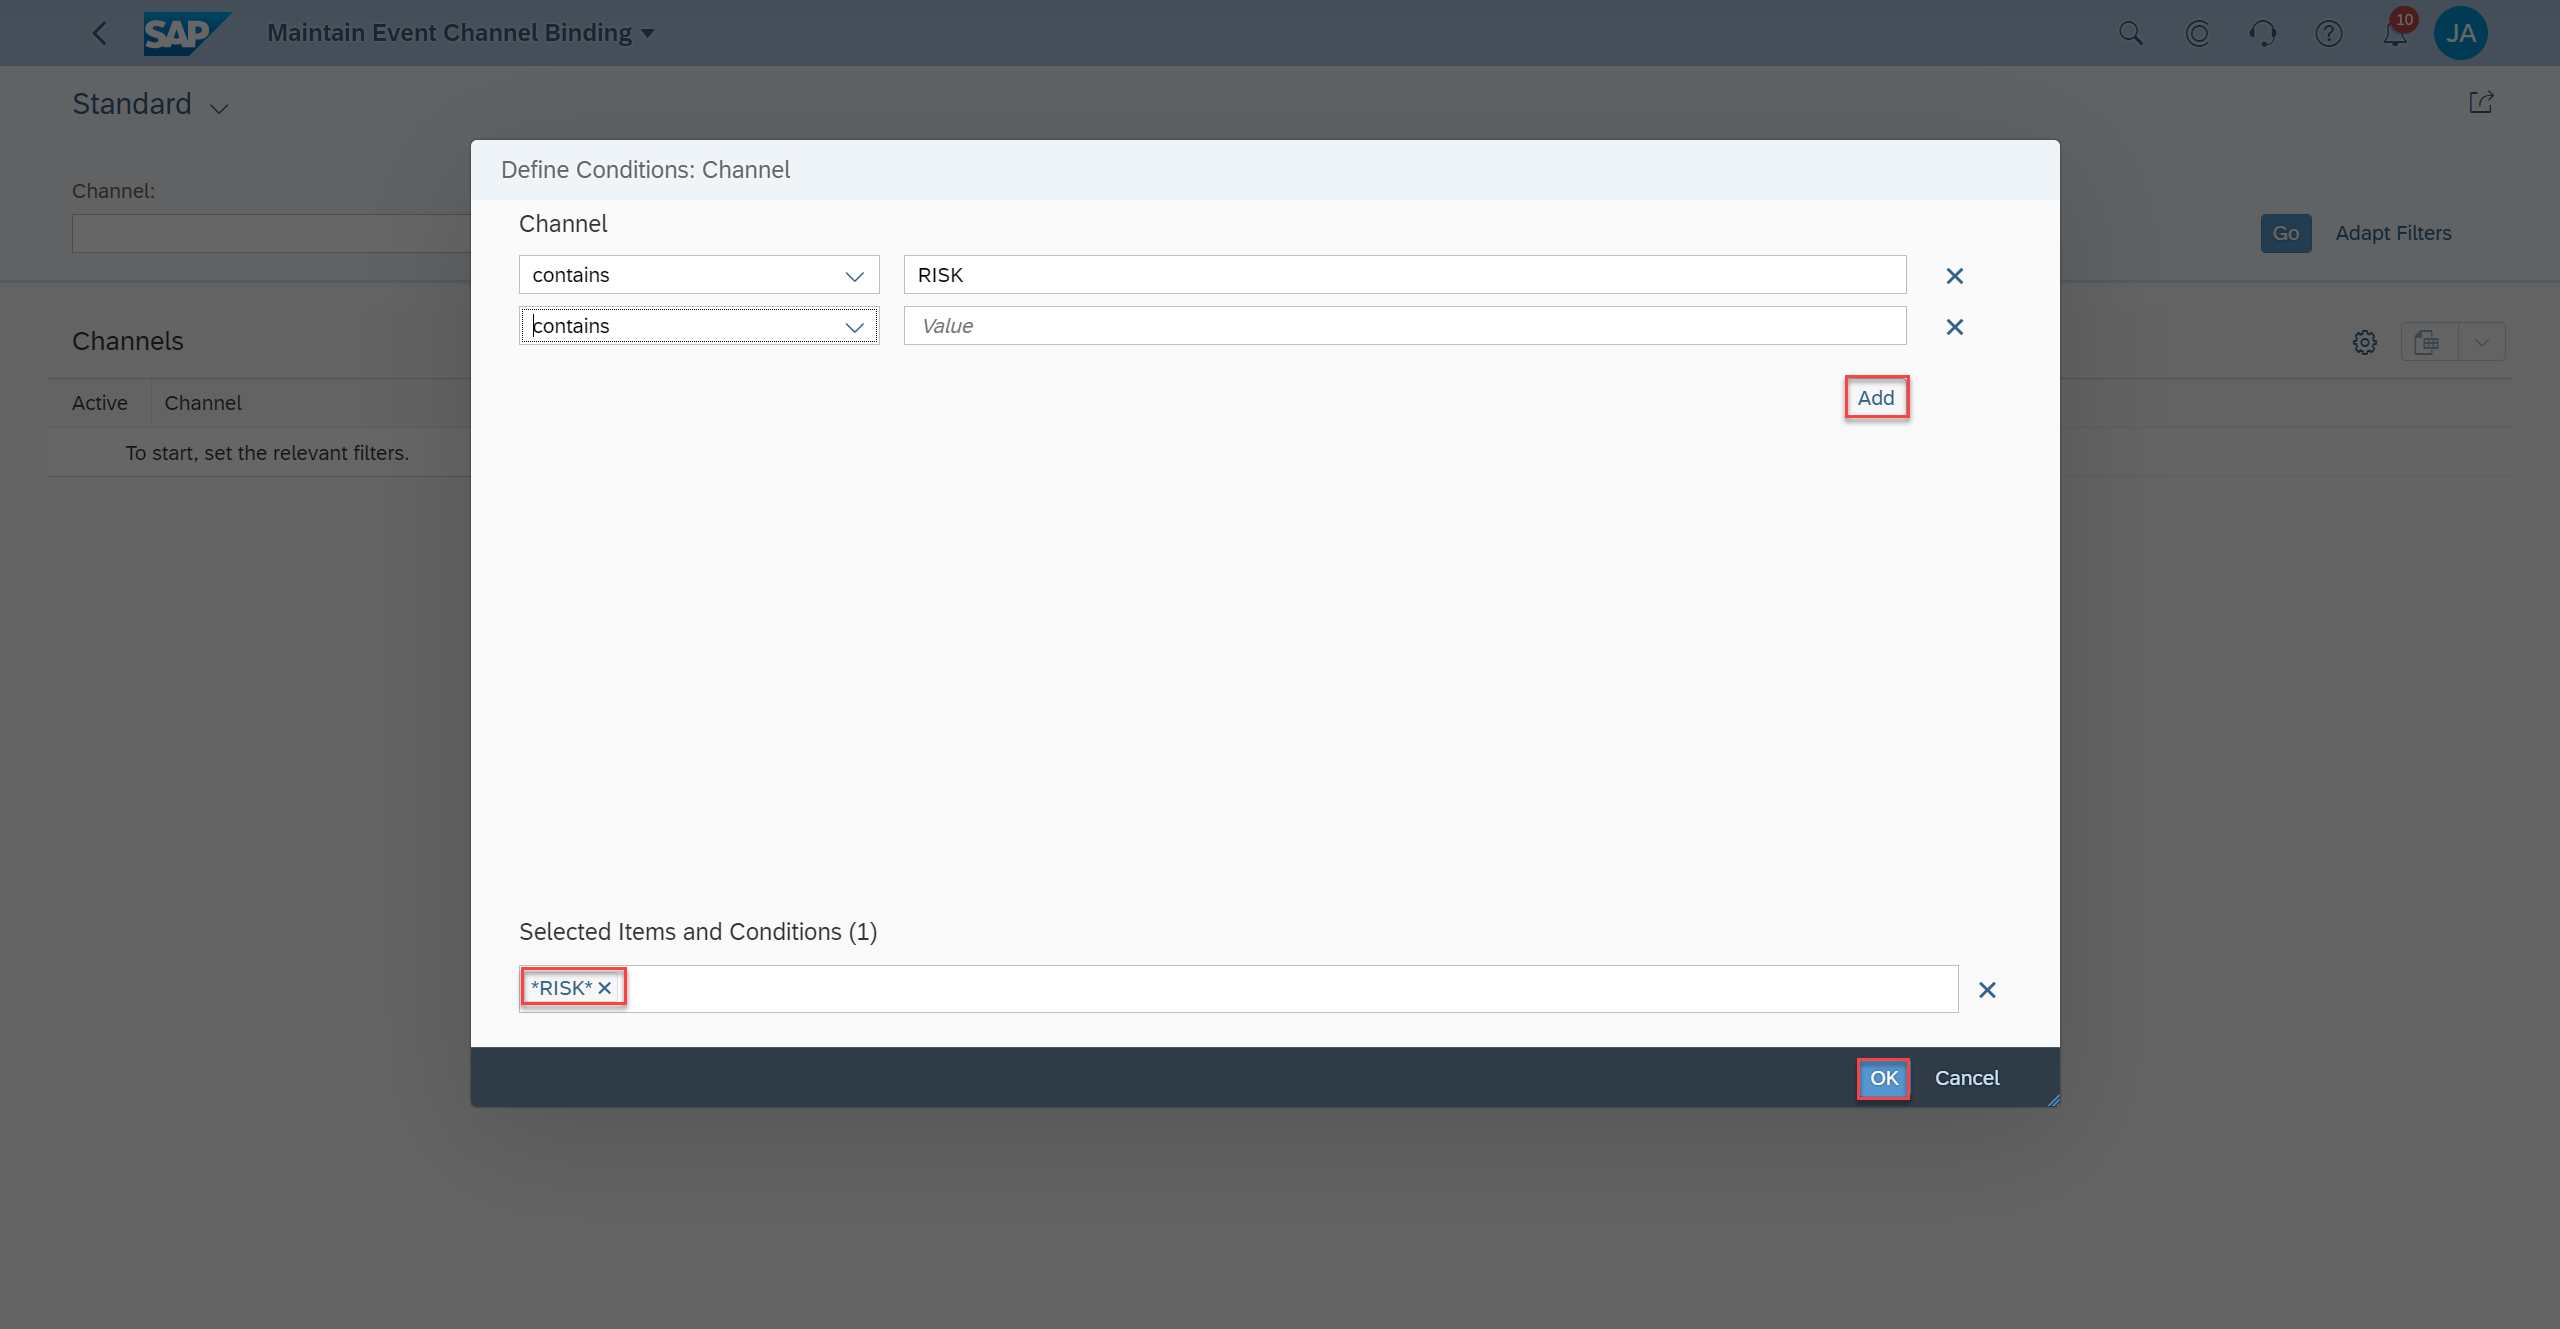 SAP
Maintain Event Channel Binding
10
JA
Standard
Channel:
Go
Adapt Filters
Channels
Active
Channel
To start, set the relevant filters.
Define Conditions: Channel
Channel
contains
RISK
contains
Value
Add
Selected Items and Conditions (1)
*RISK*
OK
Cancel